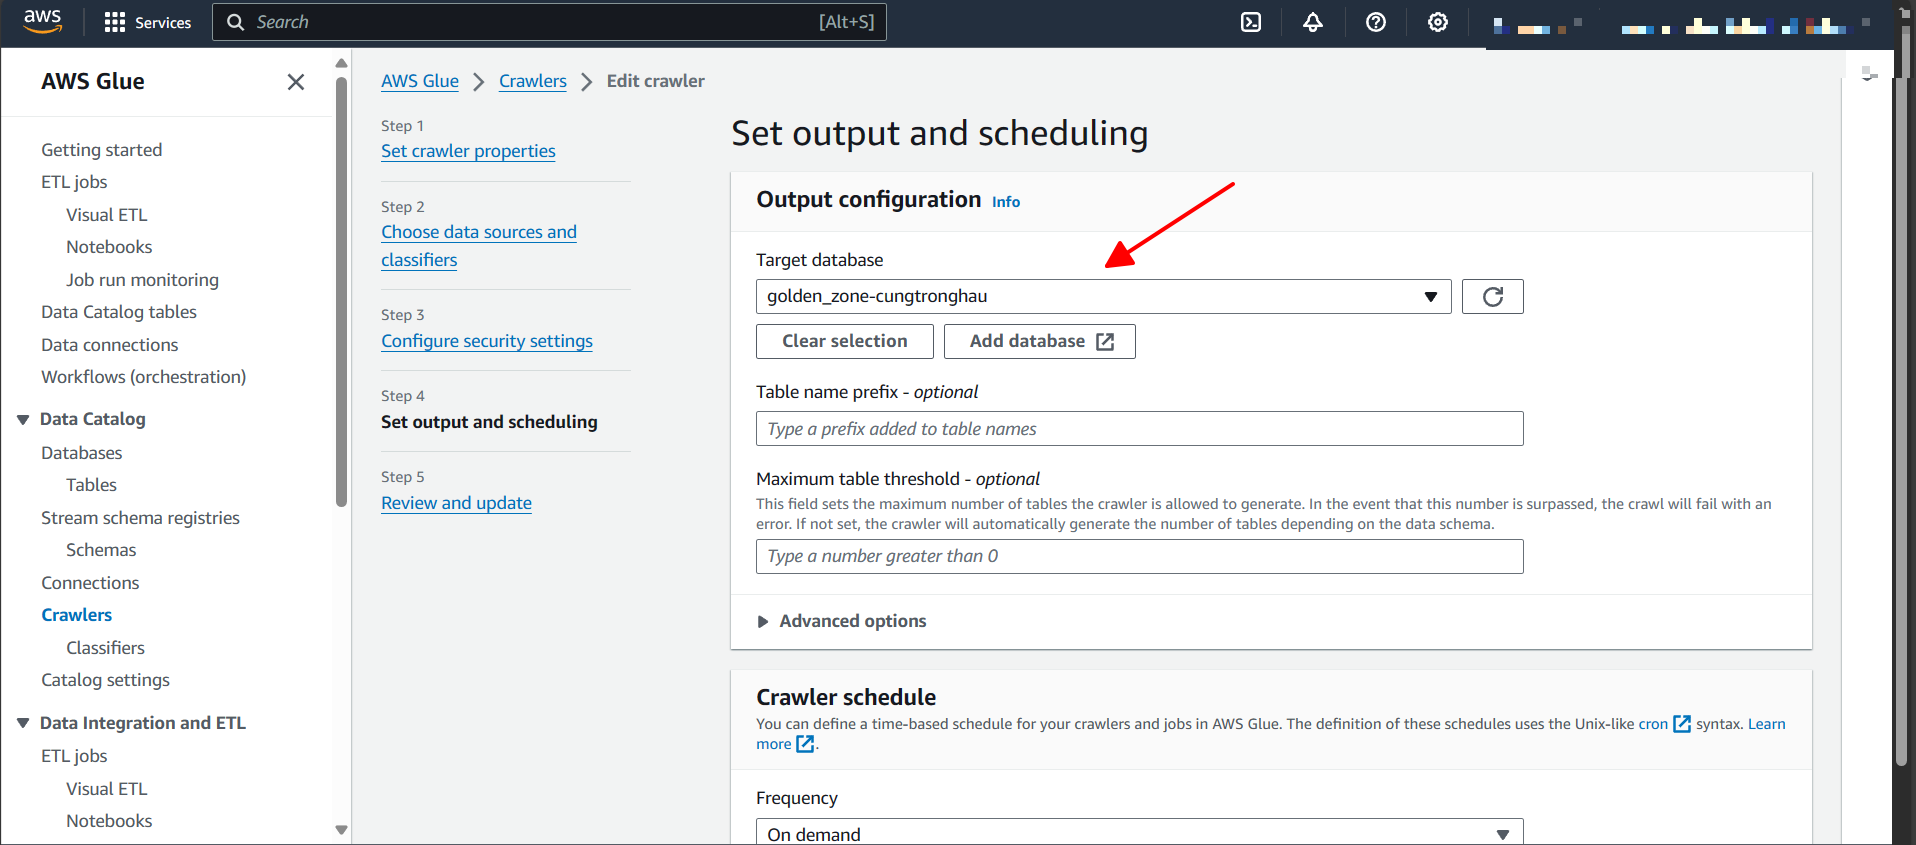 aws
Services
Search
[Alt+S]
AWS Glue
Getting started
ETL jobs
Visual ETL
Notebooks
Job run monitoring
Data Catalog tables
Data connections
Workflows (orchestration)
Data Catalog
Databases
Tables
Stream schema registries
Schemas
Connections
Crawlers
Classifiers
Catalog settings
Data Integration and ETL
ETL jobs
Visual ETL
Notebooks
AWS Glue
Crawlers
Edit crawler
Step 1
Set crawler properties
Step 2
Choose data sources and
classifiers
Step 3
Configure security settings
Step 4
Set output and scheduling
Step 5
Review and update
Set output and scheduling
Output configuration Info
Target database
golden_zone-cungtronghau
Clear selection
Add database
Table name prefix - optional
Type a prefix added to table names
Maximum table threshold - optional
This field sets the maximum number of tables the crawler is allowed to generate. In the event that this number is surpassed, the crawl will fail with an
error. If not set, the crawler will automatically generate the number of tables depending on the data schema.
Type a number greater than 0
Advanced options
Crawler schedule
You can define a time-based schedule for your crawlers and jobs in AWS Glue. The definition of these schedules uses the Unix-like cron syntax. Learn
more .
Frequency
On demand